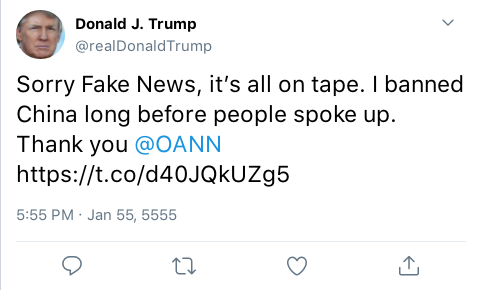 Donald J. Trump
@realDonaldTrump
Sorry Fake News, it’s all on tape. I banned
China long before people spoke up.
Thank you @OANN
https://t.co/d40JQkUZg5
5:55 PM · Jan 55, 5555